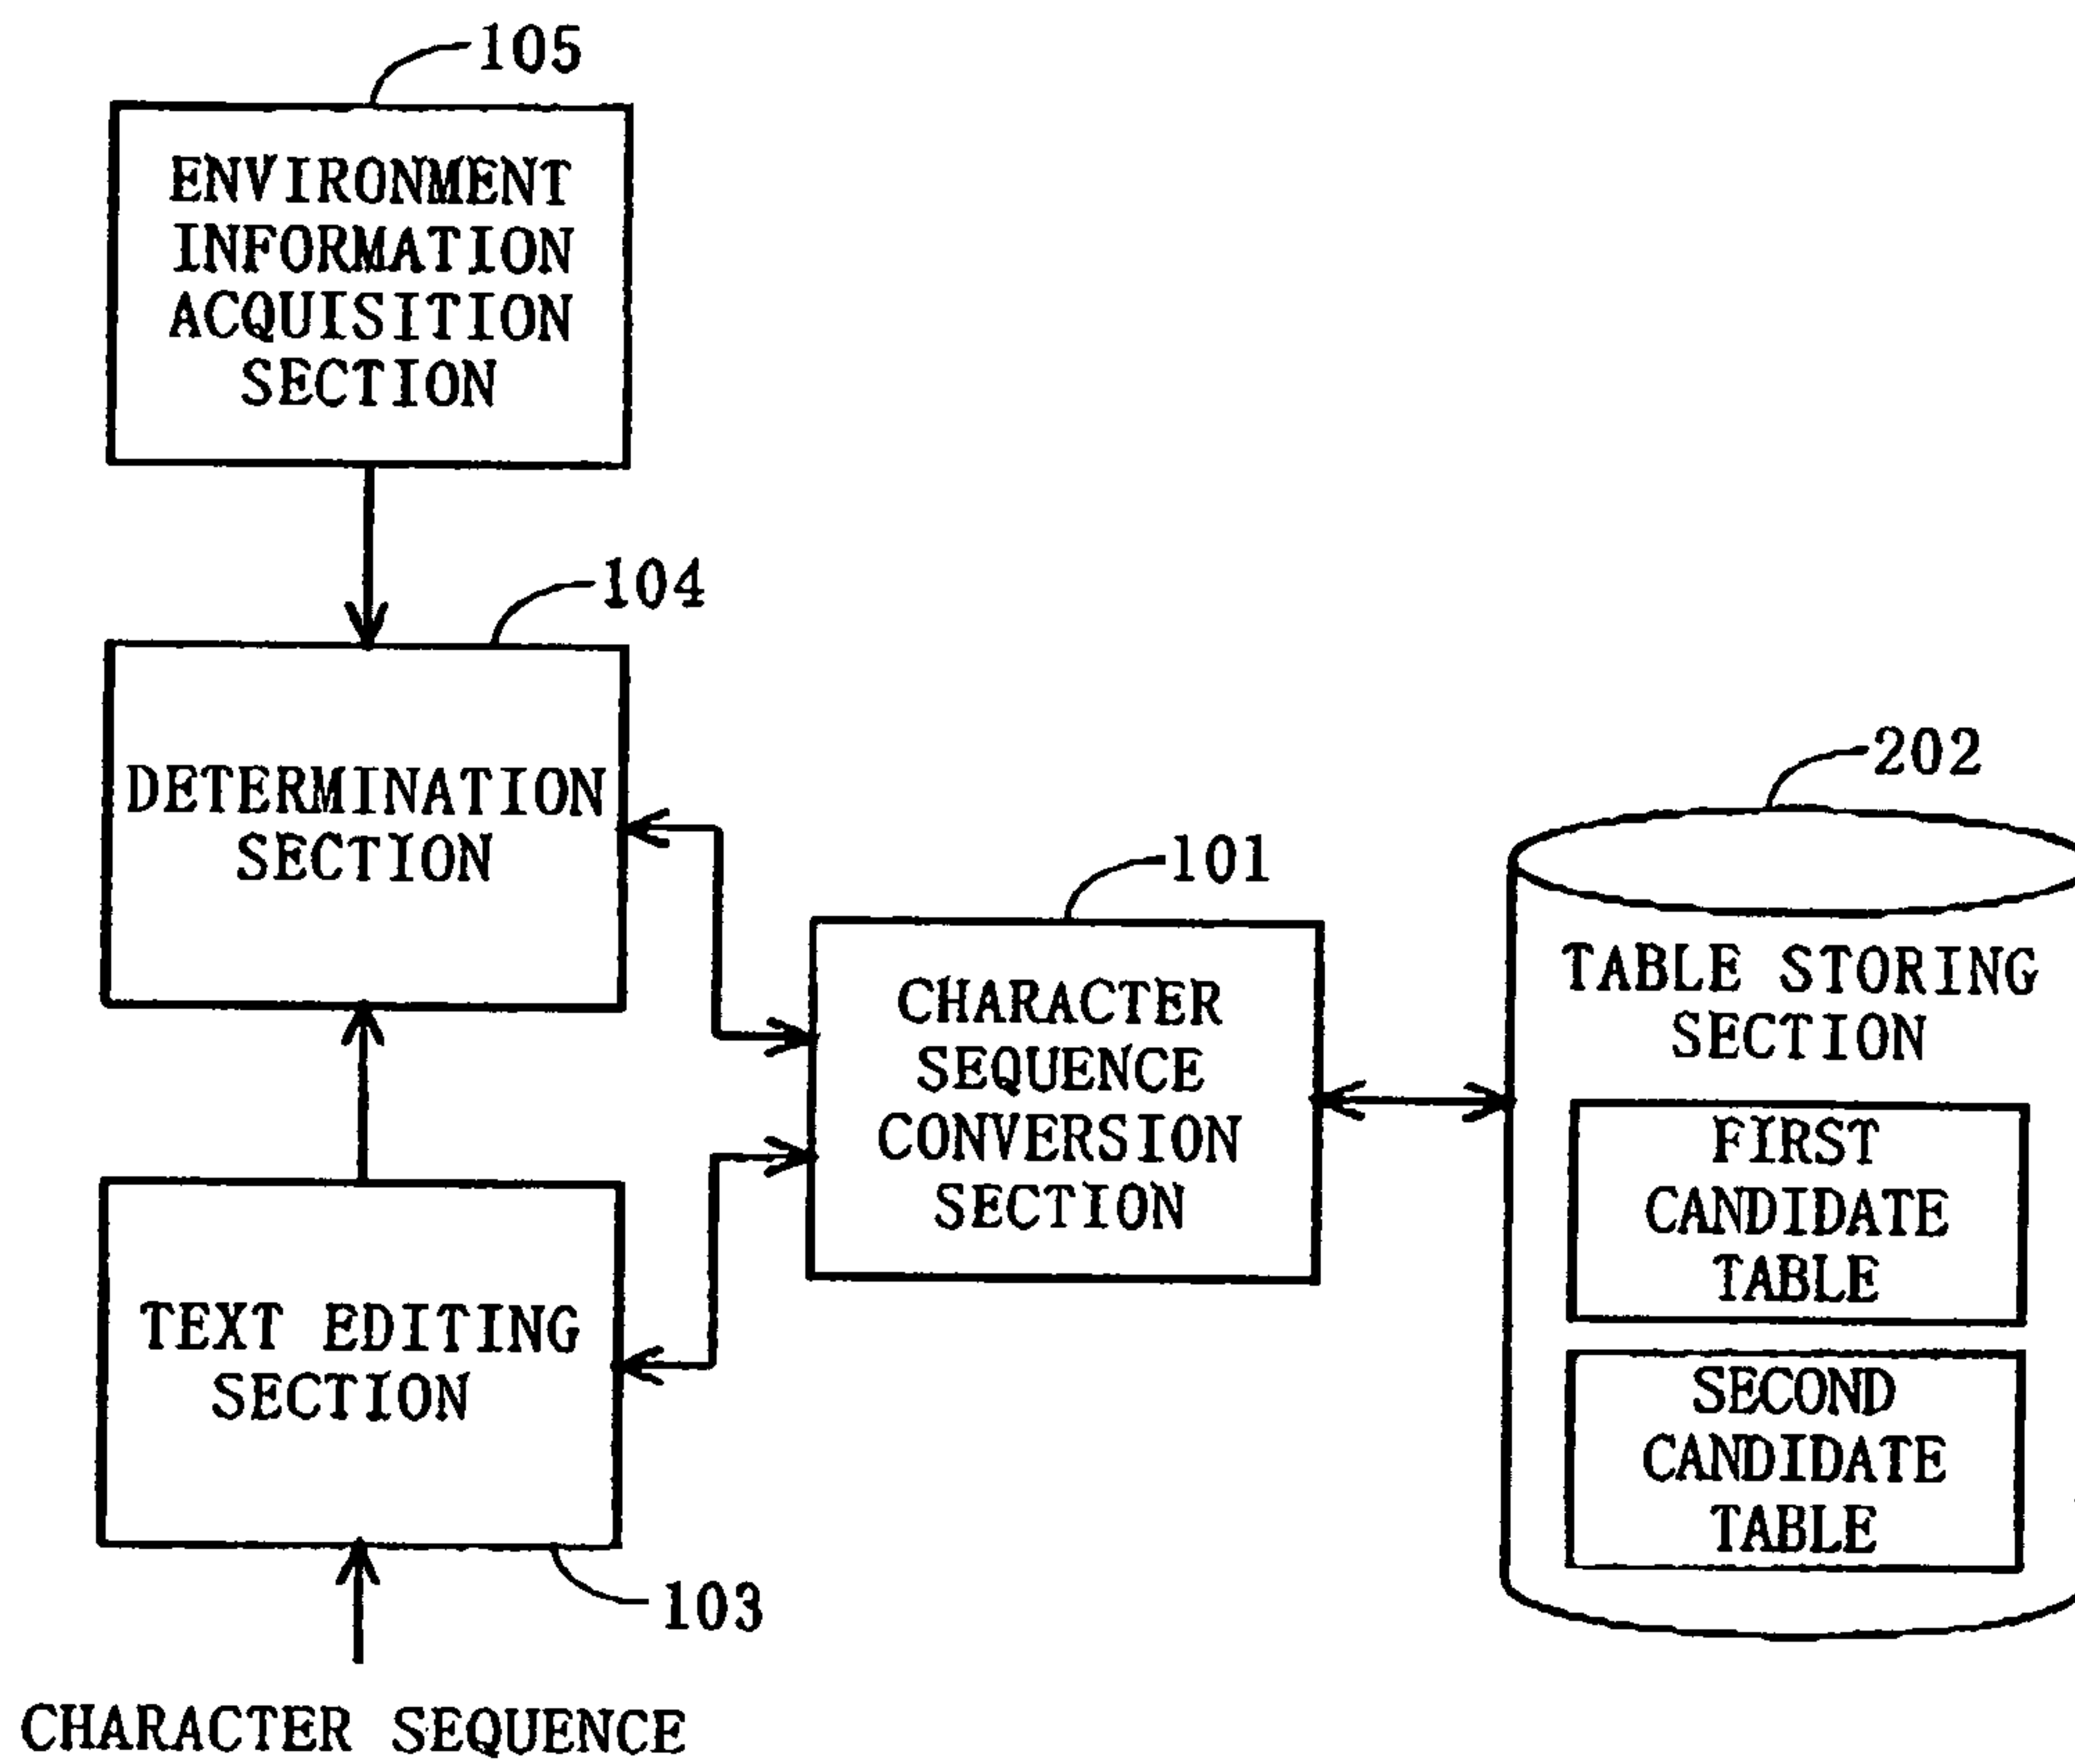 105
ENVIRONMENT
INFORMATION
ACQUISITION
SECTION
104
DETERMINATION
SECTION
202
101
TABLE STORING
SECTION
CHARACTER
SEQUENCE
CONVERSION
SECTION
FIRST
CANDIDATE
TABLE
TEXT EDITING
SECTION
SECOND
CANDIDATE
TABLE
103
CHARACTER SEQUENCE